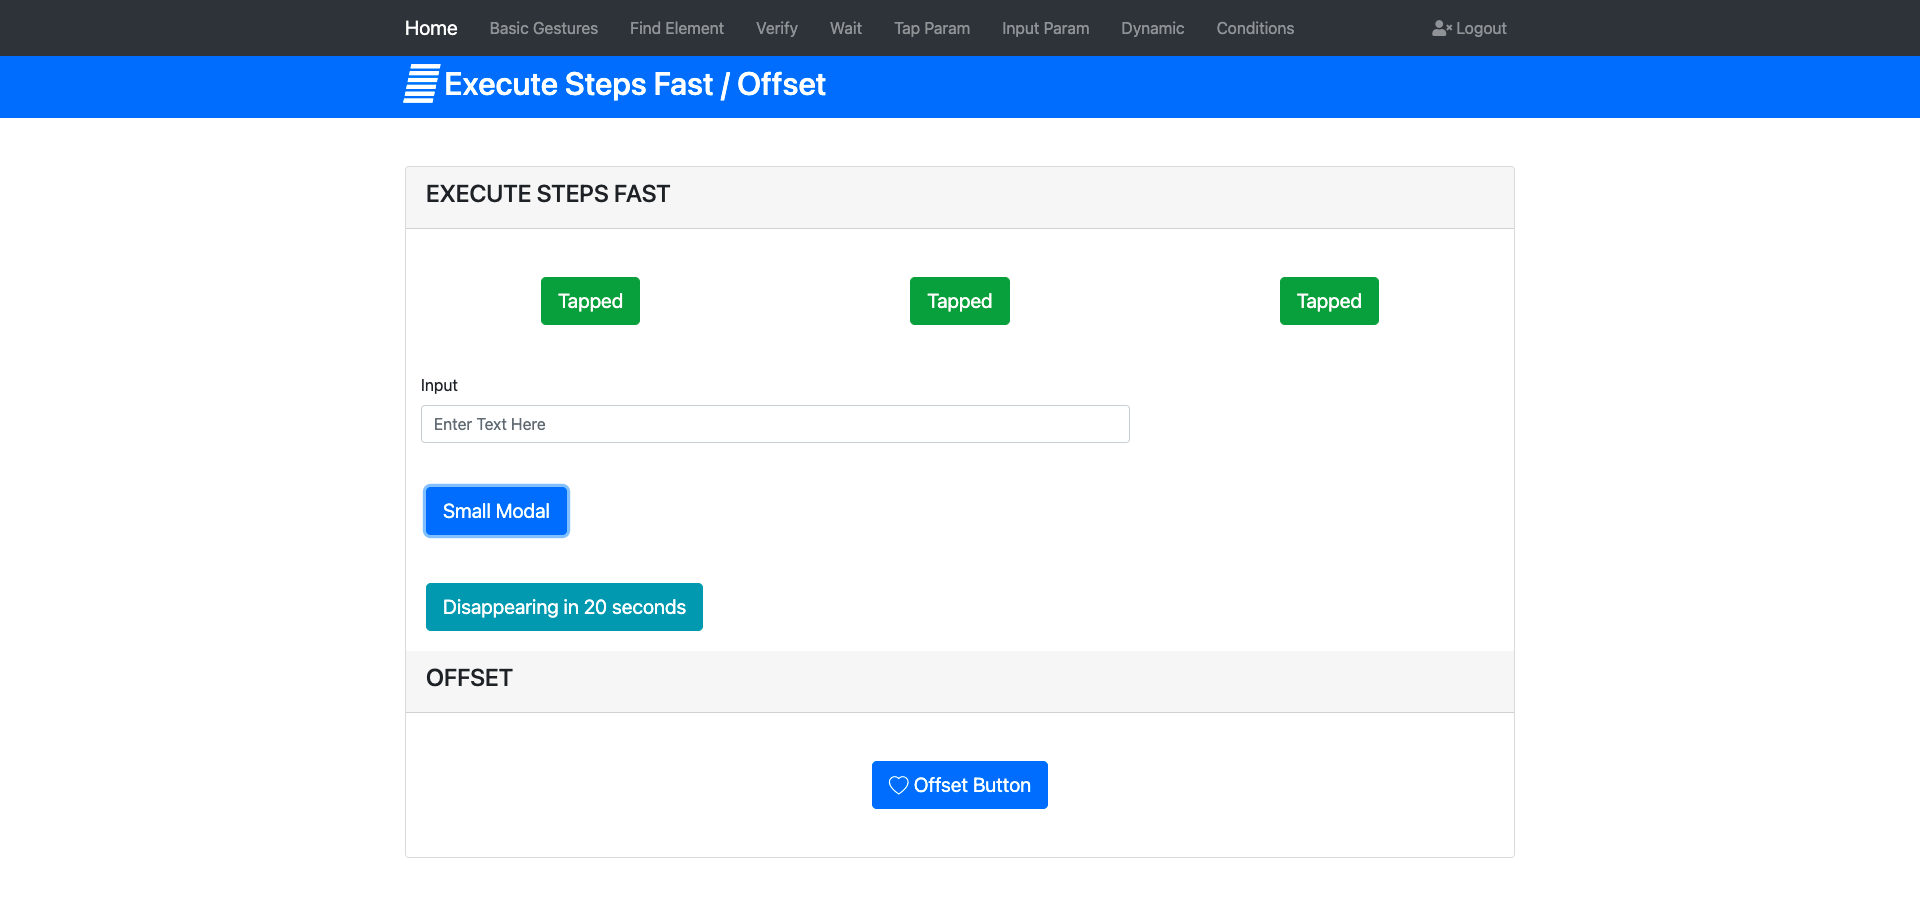 Home Basic Gestures Find Element Verify Wait Tap Param Input Param Dynamic Conditions Logout
Execute Steps Fast / Offset
EXECUTE STEPS FAST
Tapped Tapped Tapped
Input
Enter Text Here
Small Modal
Disappearing in 20 seconds
OFFSET
Offset Button